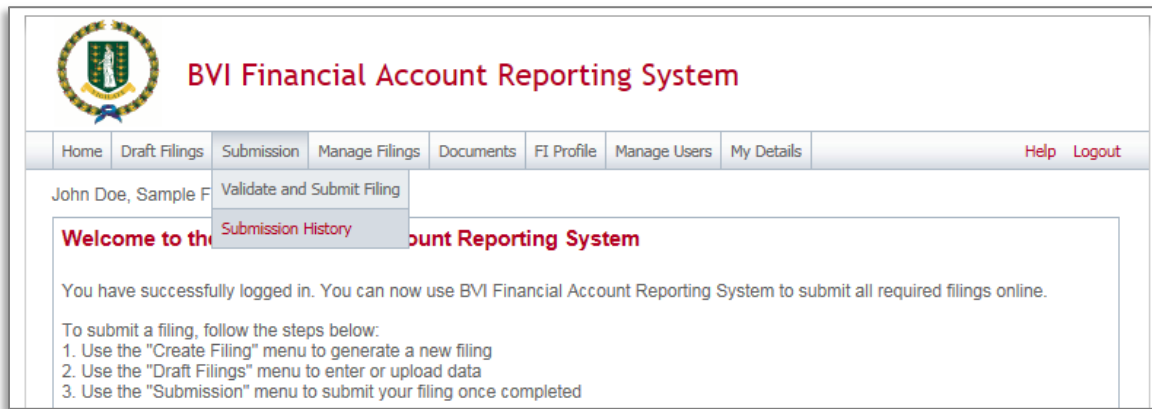 BVI Financial Account Reporting System
Home Draft Filings Submission Manage Filings Documents FI Profile Manage Users My Details Help Logout
Validate and Submit Filing
Submission History
John Doe, Sample F
Welcome to the ount Reporting System
You have successfully logged in. You can now use BVI Financial Account Reporting System to submit all required filings online.
To submit a filing, follow the steps below:
1. Use the "Create Filing" menu to generate a new filing
2. Use the "Draft Filings" menu to enter or upload data
3. Use the "Submission" menu to submit your filing once completed